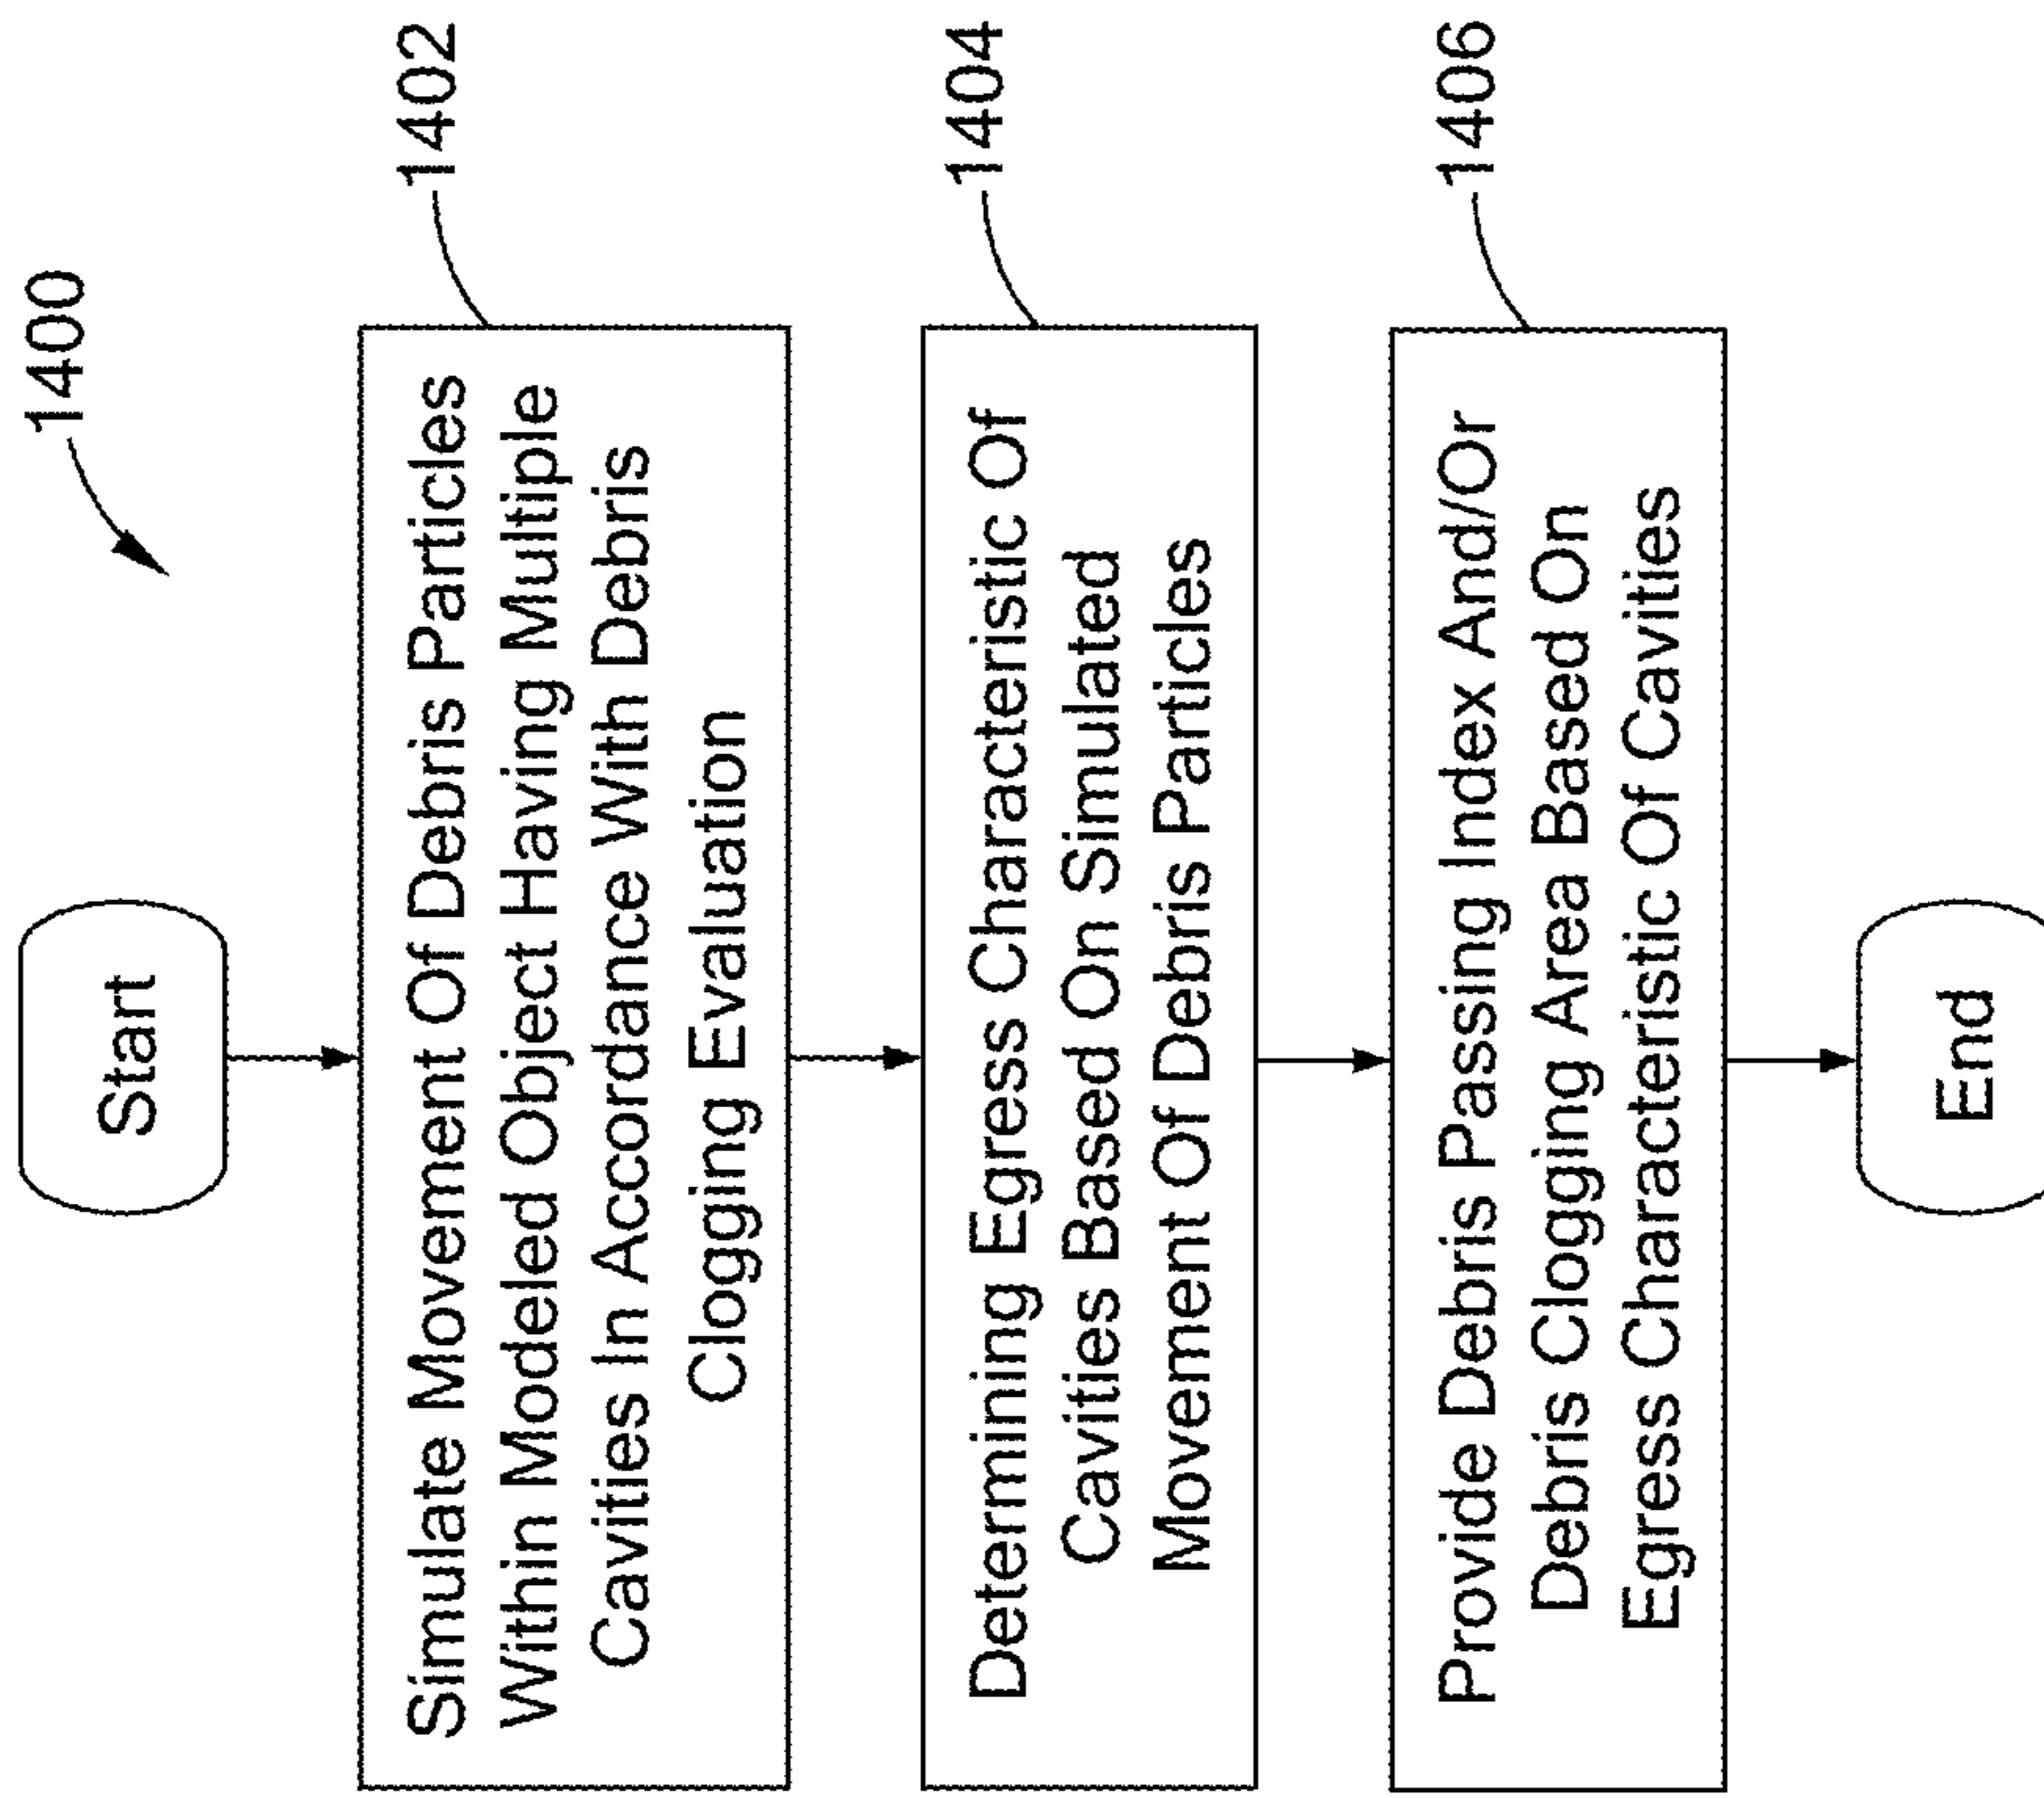 1400
Start
Simulate Movement Of Debris Particles
Within Modeled Object Having Multiple
Cavities In Accordance With Debris
Clogging Evaluation
1402
Determining Egress Characteristic Of
Cavities Based On Simulated
Movement Of Debris Particles
1404
Provide Debris Passing Index And/Or
Debris Clogging Area Based On
Egress Characteristic Of Cavities
1406
End